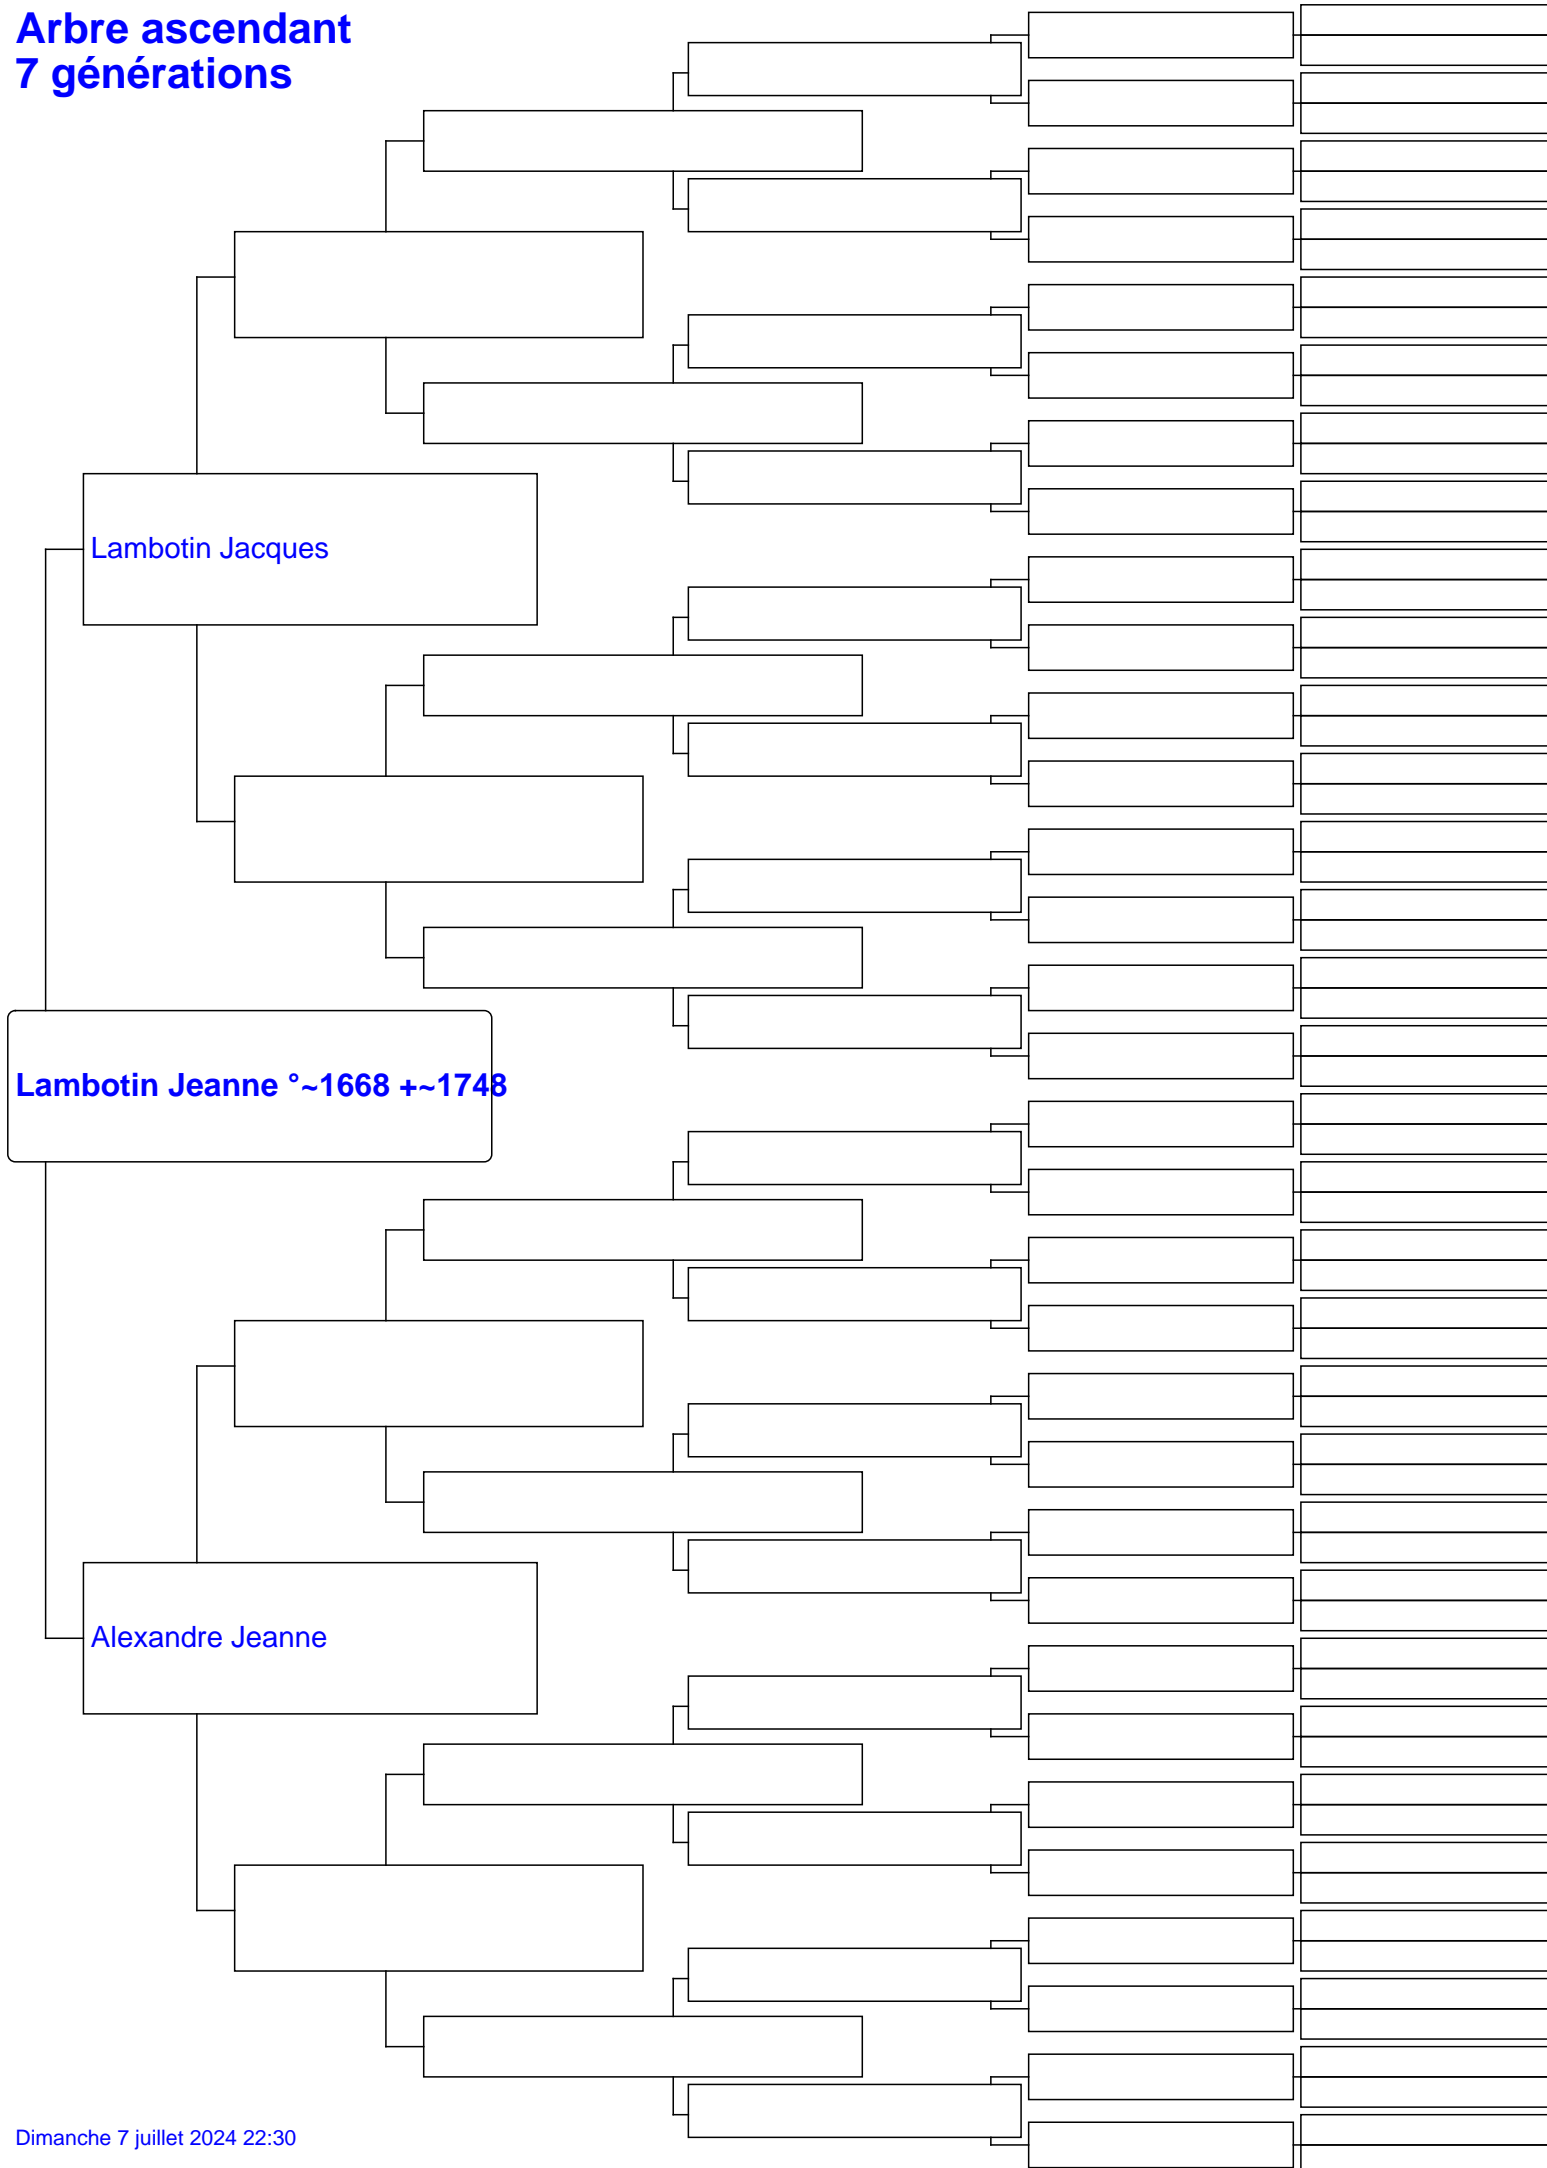 Arbre ascendant
7 générations
Lambotin Jacques
Lambotin Jeanne °~1668 +~1748
Alexandre Jeanne
Dimanche 7 juillet 2024 22:30